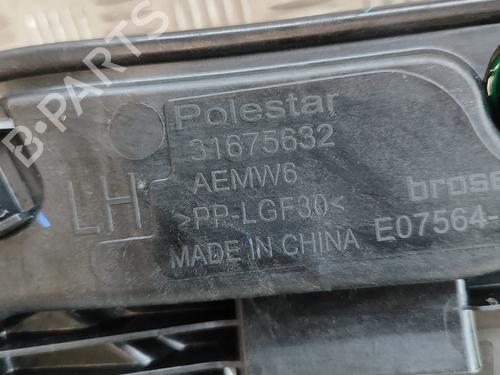 Polestar
31675632
LH
AEMW6
brose
>PP-LGF30<
E07564-
MADE IN CHINA
B-PARTS